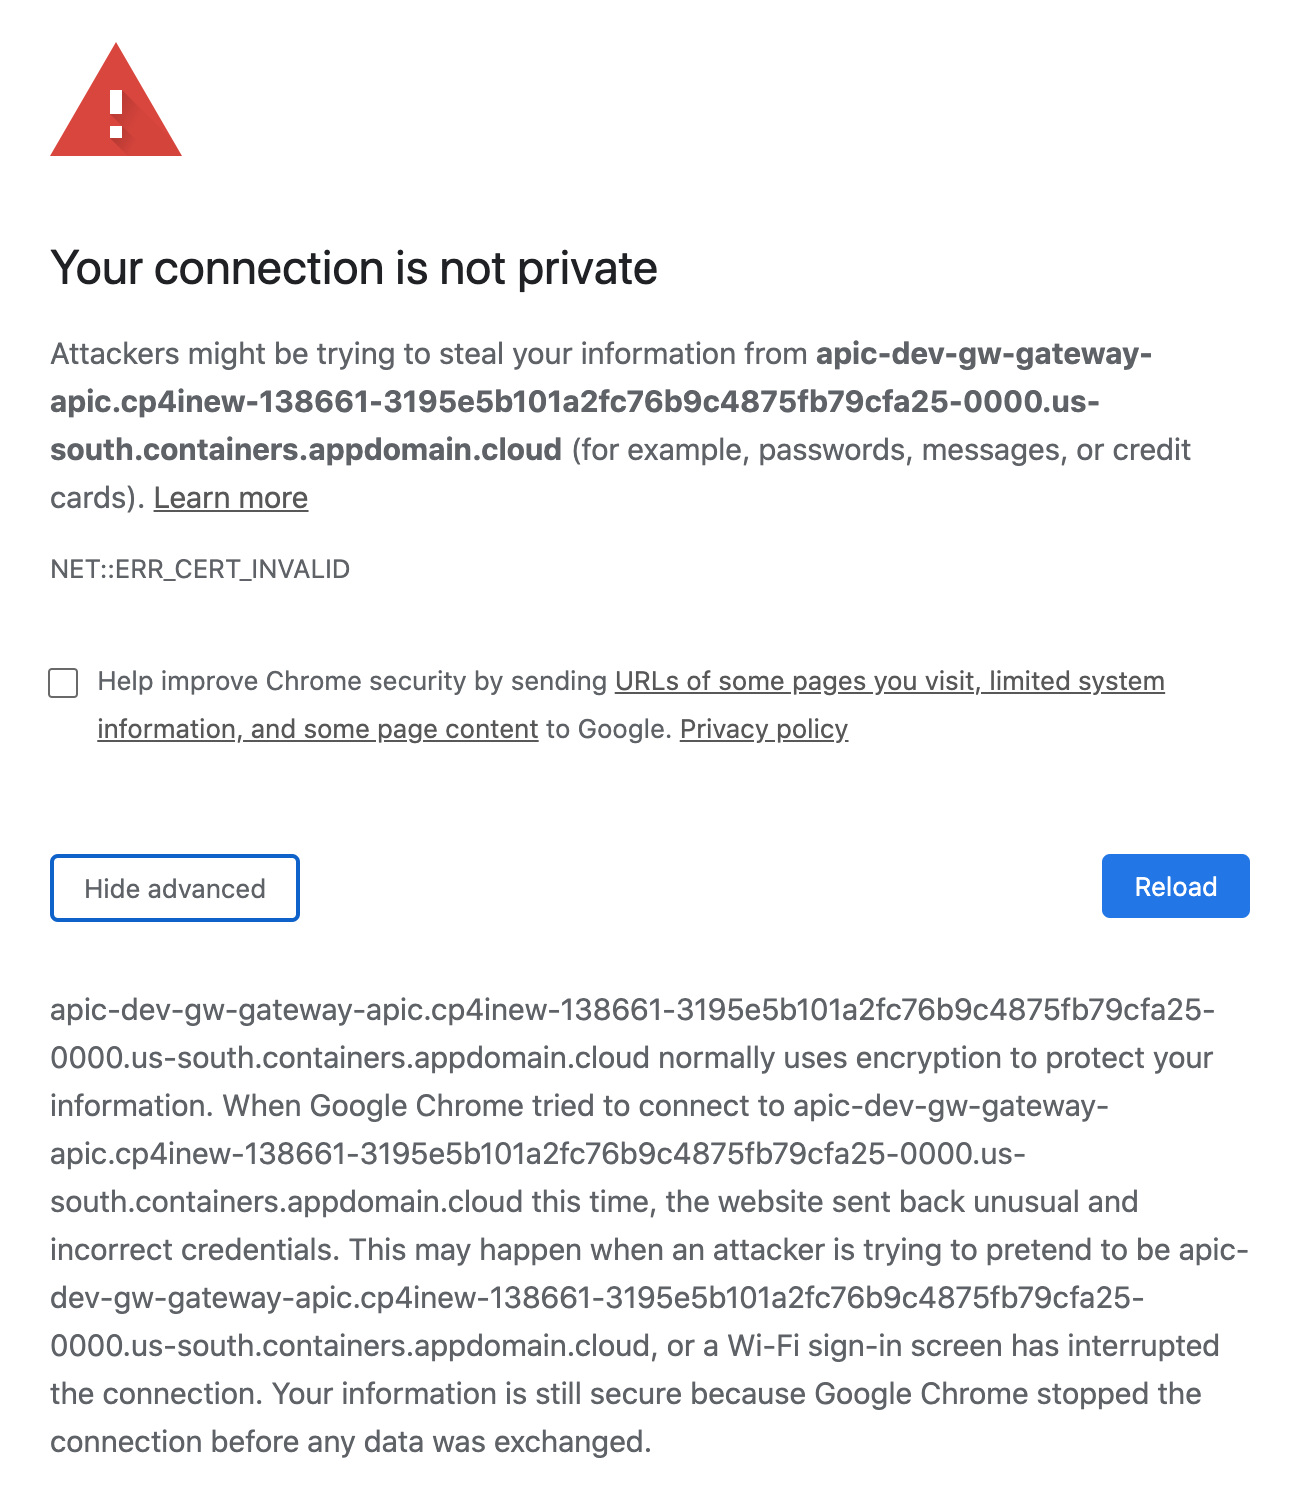 Your connection is not private
Attackers might be trying to steal your information from apic-dev-gw-gateway-
apic.cp4inew-138661-3195e5b101a2fc76b9c4875fb79cfa25-0000.us-
south.containers.appdomain.cloud (for example, passwords, messages, or credit
cards). Learn more
NET::ERR_CERT_INVALID
Help improve Chrome security by sending URLs of some pages you visit, limited system
information, and some page content to Google. Privacy policy
Hide advanced
Reload
apic-dev-gw-gateway-apic.cp4inew-138661-3195e5b101a2fc76b9c4875fb79cfa25-
0000.us-south.containers.appdomain.cloud normally uses encryption to protect your
information. When Google Chrome tried to connect to apic-dev-gw-gateway-
apic.cp4inew-138661-3195e5b101a2fc76b9c4875fb79cfa25-0000.us-
south.containers.appdomain.cloud this time, the website sent back unusual and
incorrect credentials. This may happen when an attacker is trying to pretend to be apic-
dev-gw-gateway-apic.cp4inew-138661-3195e5b101a2fc76b9c4875fb79cfa25-
0000.us-south.containers.appdomain.cloud, or a Wi-Fi sign-in screen has interrupted
the connection. Your information is still secure because Google Chrome stopped the
connection before any data was exchanged.